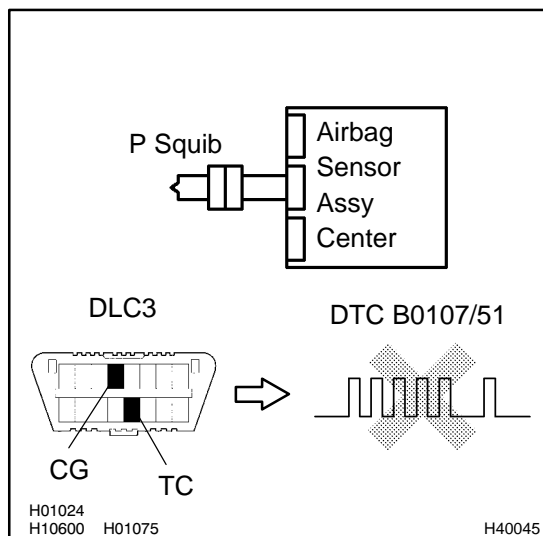 P Squib
Airbag
Sensor
Assy
Center
DLC3
DTC B0107/51
CG
TC
H01024
H10600 H01075
H40045